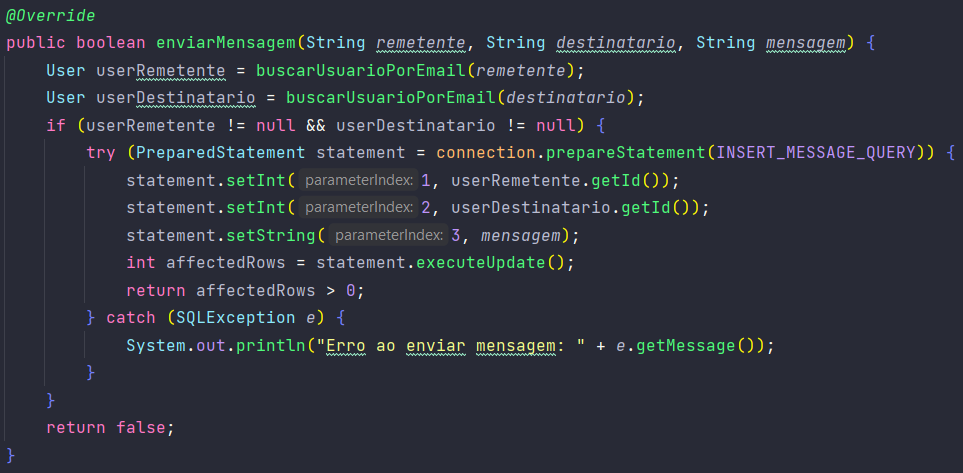 @Override
public boolean enviarMensagem(String remetente, String destinatario, String mensagem) {
    User userRemetente = buscarUsuarioPorEmail(remetente);
    User userDestinatario = buscarUsuarioPorEmail(destinatario);
    if (userRemetente != null && userDestinatario != null) {
        try (PreparedStatement statement = connection.prepareStatement(INSERT_MESSAGE_QUERY)) {
            statement.setInt( parameterIndex: 1, userRemetente.getId());
            statement.setInt( parameterIndex: 2, userDestinatario.getId());
            statement.setString( parameterIndex: 3, mensagem);
            int affectedRows = statement.executeUpdate();
            return affectedRows > 0;
        } catch (SQLException e) {
            System.out.println("Erro ao enviar mensagem: " + e.getMessage());
        }
    }
    return false;
}